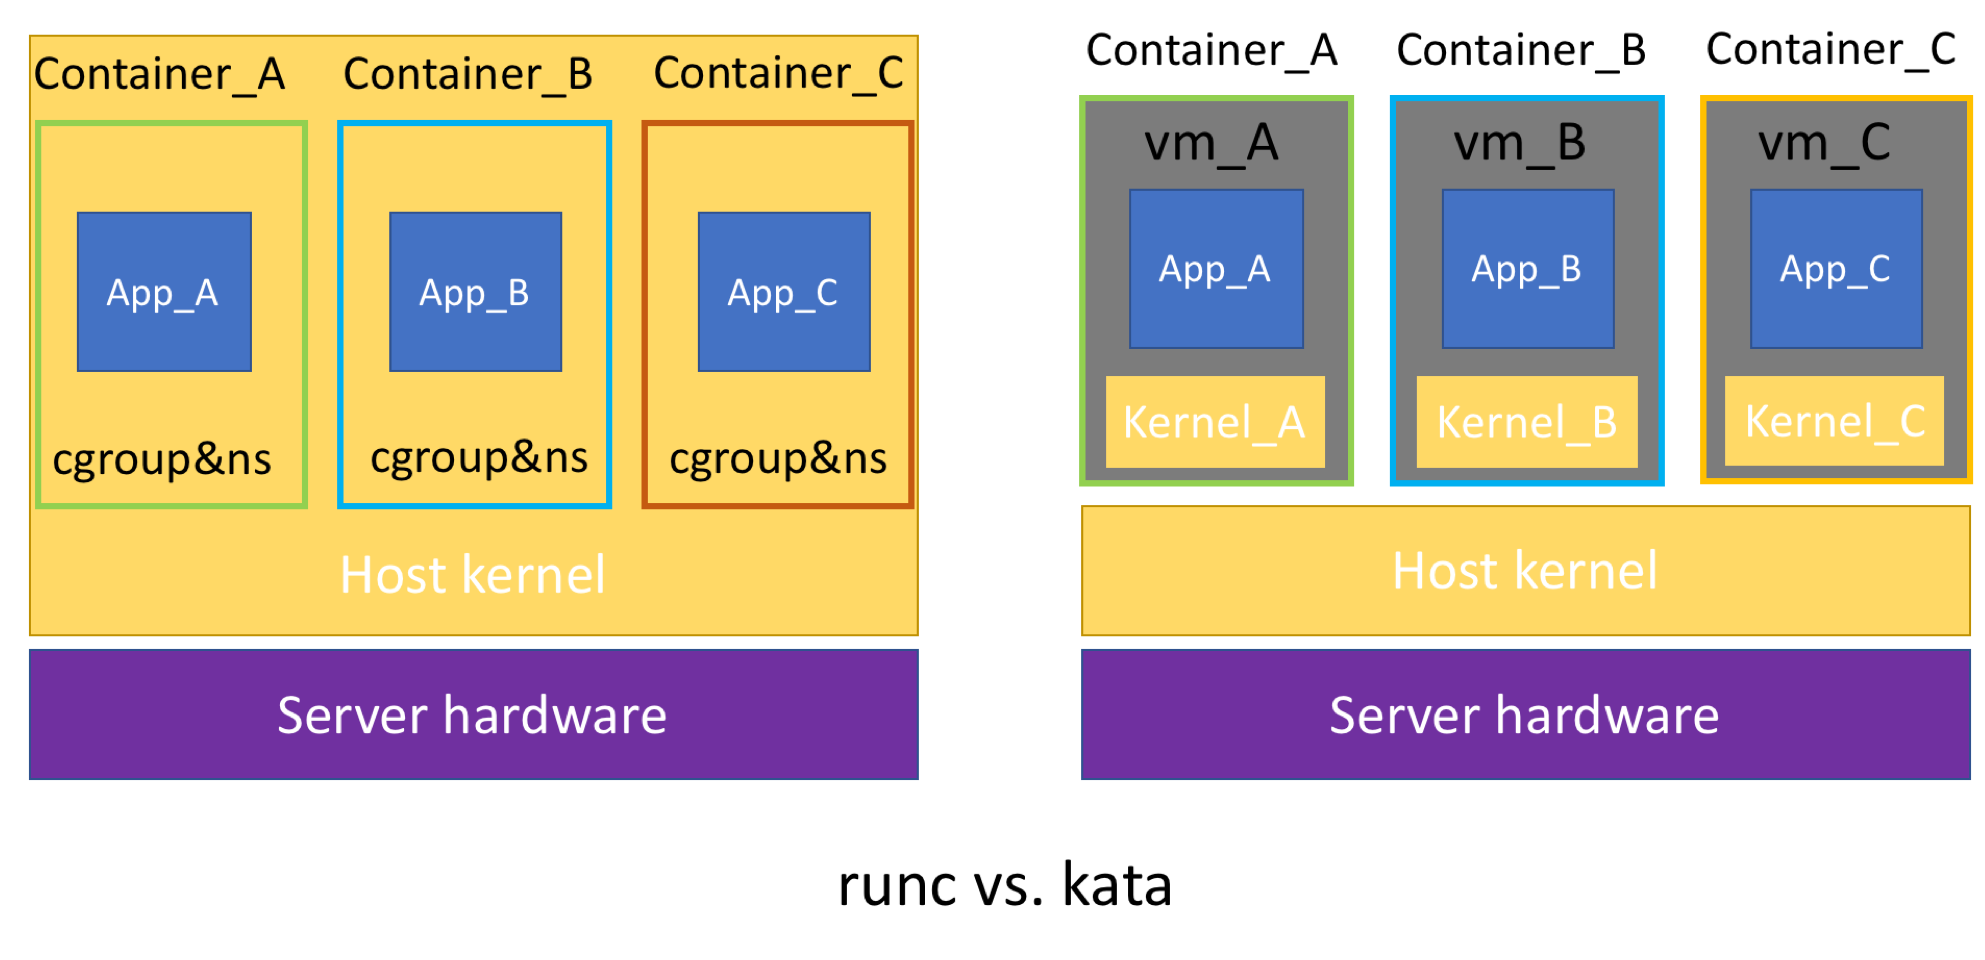 Container_A
Container_B
Container_C
App_A
App_B
App_C
cgroup&ns
cgroup&ns
cgroup&ns
Host kernel
Server hardware
Container_A
Container_B
Container_C
vm_A
vm_B
vm_C
App_A
App_B
App_C
Kernel_A
Kernel_B
Kernel_C
Host kernel
Server hardware
runc vs. kata